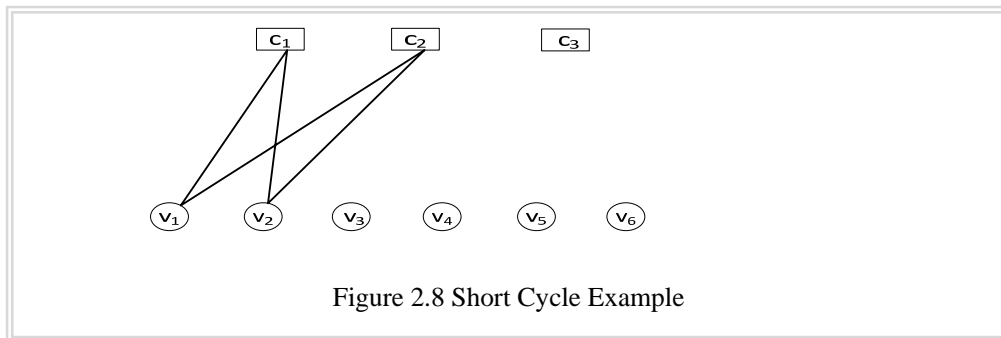 c₁ c₂ c₃
v₁ v₂ v₃ v₄ v₅ v₆
Figure 2.8 Short Cycle Example